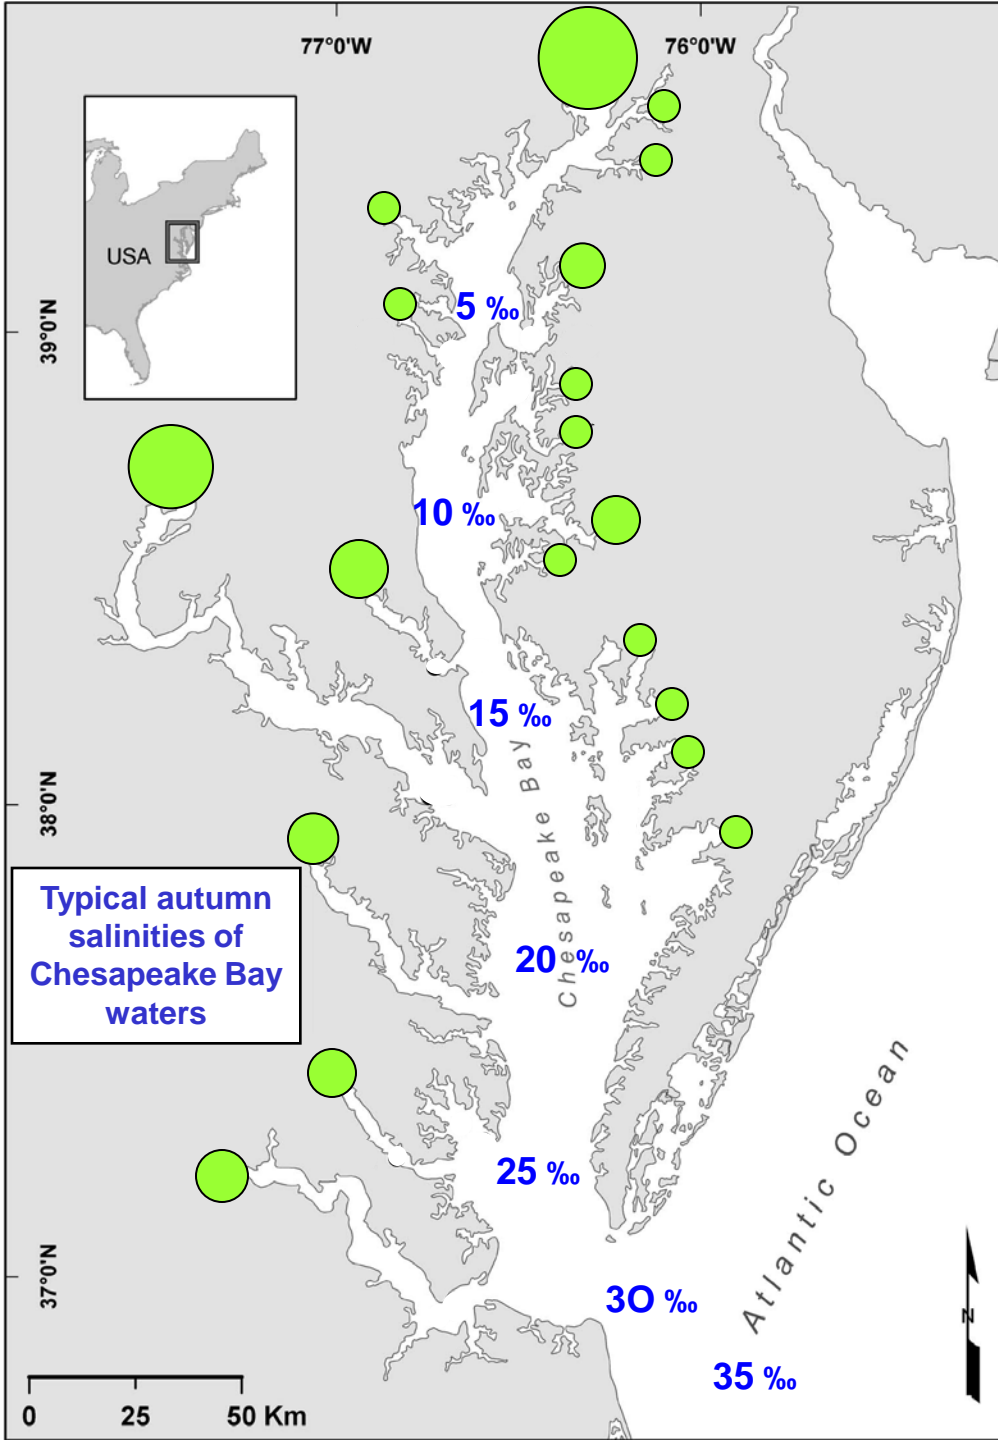 77°0'W
76°0'W
USA
39°0'N
5 ‰
10 ‰
15 ‰
38°0'N
Chesapeake Bay
Typical autumn
salinities of
Chesapeake Bay
waters
20 ‰
25 ‰
Atlantic Ocean
37°0'N
3O ‰
N
35 ‰
0 25 50 Km